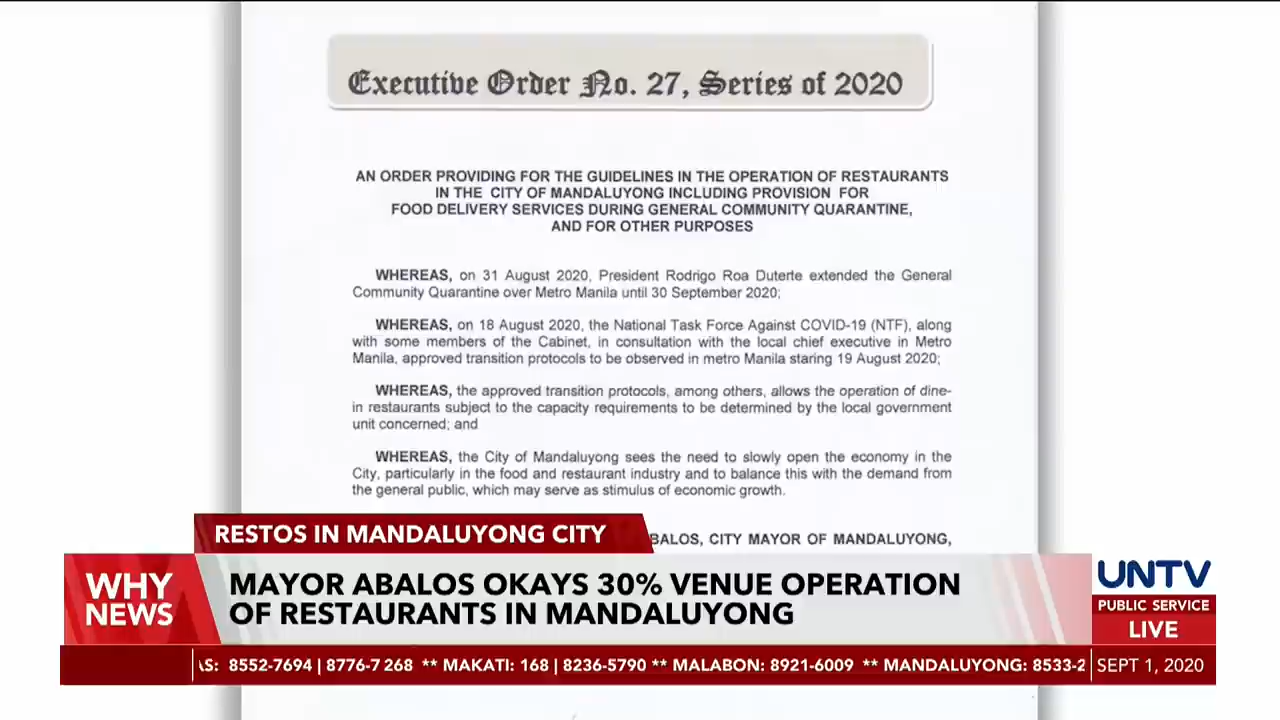 Executive Order No. 27, Series of 2020
AN ORDER PROVIDING FOR THE GUIDELINES IN THE OPERATION OF RESTAURANTS
IN THE CITY OF MANDALUYONG INCLUDING PROVISION FOR
FOOD DELIVERY SERVICES DURING GENERAL COMMUNITY QUARANTINE,
AND FOR OTHER PURPOSES
WHEREAS, on 31 August 2020, President Rodrigo Roa Duterte extended the General
Community Quarantine over Metro Manila until 30 September 2020;
WHEREAS, on 18 August 2020, the National Task Force Against COVID-19 (NTF), along
with some members of the Cabinet, in consultation with the local chief executive in Metro
Manila, approved transition protocols to be observed in metro Manila staring 19 August 2020;
WHEREAS, the approved transition protocols, among others, allows the operation of dine-
in restaurants subject to the capacity requirements to be determined by the local government
unit concerned; and
WHEREAS, the City of Mandaluyong sees the need to slowly open the economy in the
City, particularly in the food and restaurant industry and to balance this with the demand from
the general public, which may serve as stimulus of economic growth.
BALOS, CITY MAYOR OF MANDALUYONG,
RESTOS IN MANDALUYONG CITY
WHY
NEWS
MAYOR ABALOS OKAYS 30% VENUE OPERATION
OF RESTAURANTS IN MANDALUYONG
UNTV
PUBLIC SERVICE
LIVE
AS: 8552-7694 | 8776-7 268 ** MAKATI: 168 | 8236-5790 ** MALABON: 8921-6009 ** MANDALUYONG: 8533-2
SEPT 1, 2020